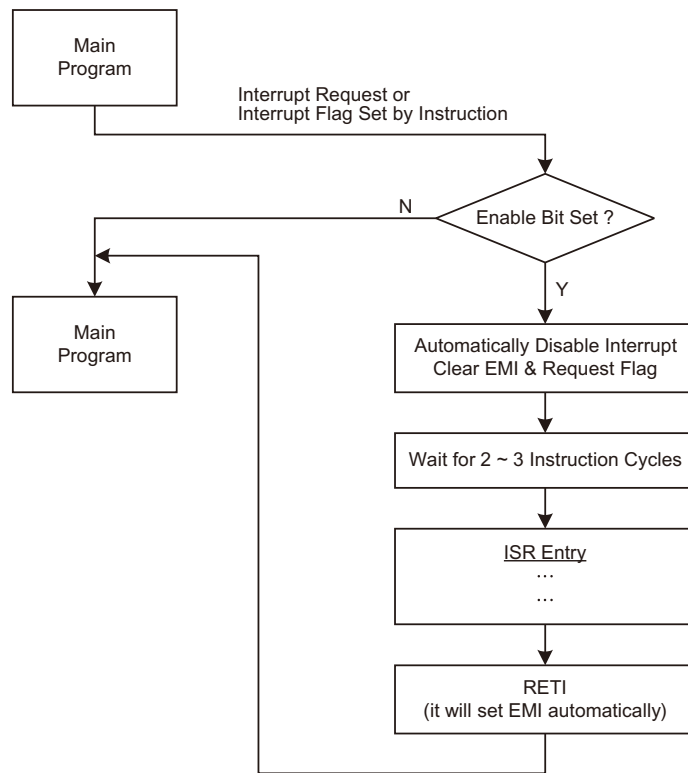 Main
Program
Interrupt Request or
Interrupt Flag Set by Instruction
Enable Bit Set ?
N
Y
Main
Program
Automatically Disable Interrupt
Clear EMI & Request Flag
Wait for 2 ~ 3 Instruction Cycles
ISR Entry
...
...
RETI
(it will set EMI automatically)